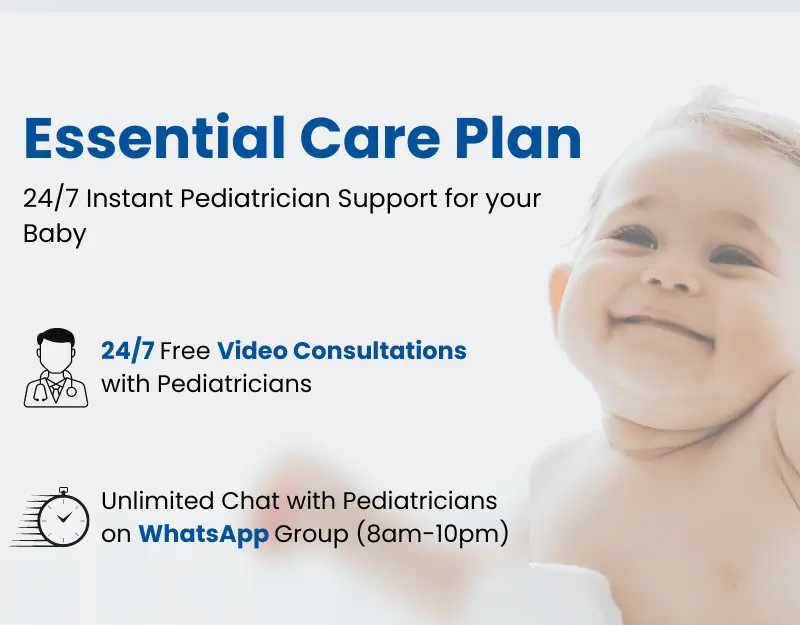 Essential Care Plan
24/7 Instant Pediatrician Support for your
Baby
24/7 Free Video Consultations
with Pediatricians
Unlimited Chat with Pediatricians
on WhatsApp Group (8am-10pm)